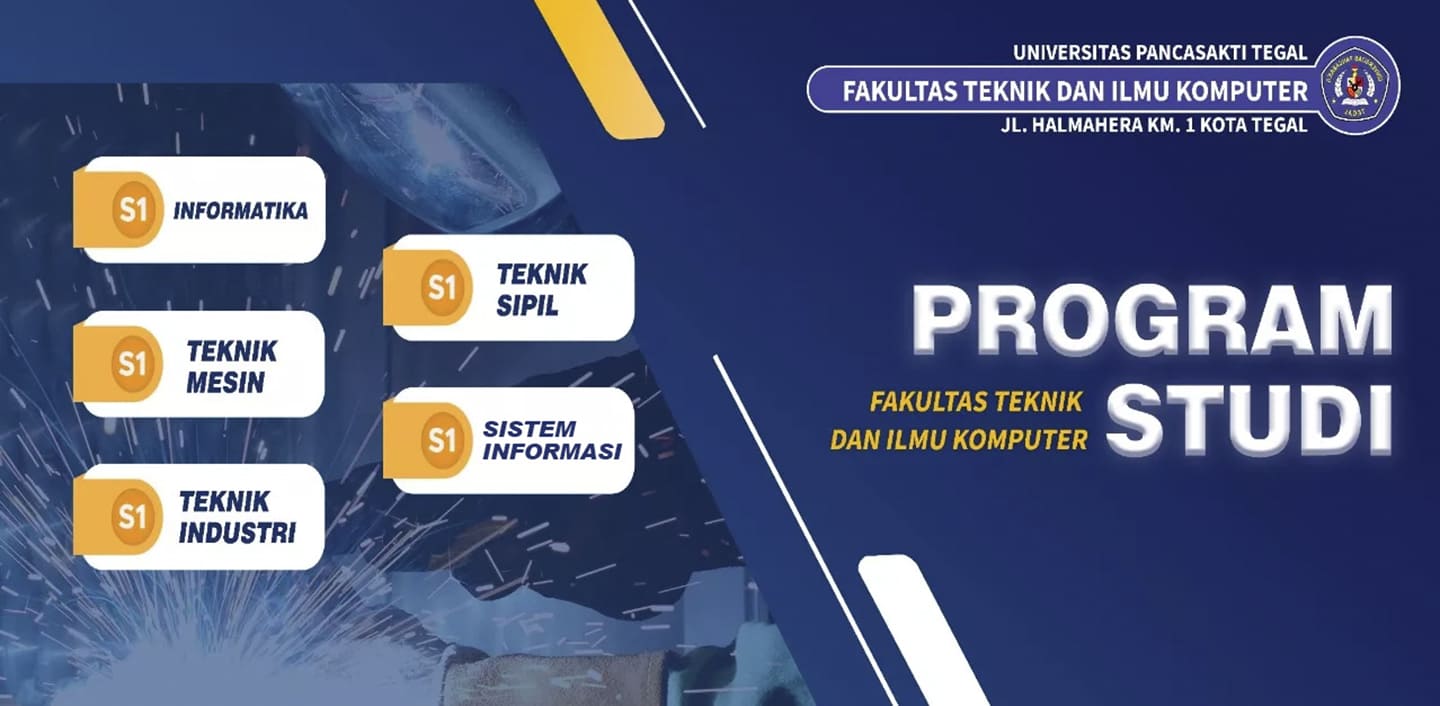 UNIVERSITAS PANCASAKTI TEGAL
FAKULTAS TEKNIK DAN ILMU KOMPUTER
JL. HALMAHERA KM. 1 KOTA TEGAL
S1 INFORMATIKA
S1 TEKNIK
MESIN
S1 TEKNIK
INDUSTRI
S1 TEKNIK
SIPIL
S1 SISTEM
INFORMASI
PROGRAM
STUDI
FAKULTAS TEKNIK
DAN ILMU KOMPUTER